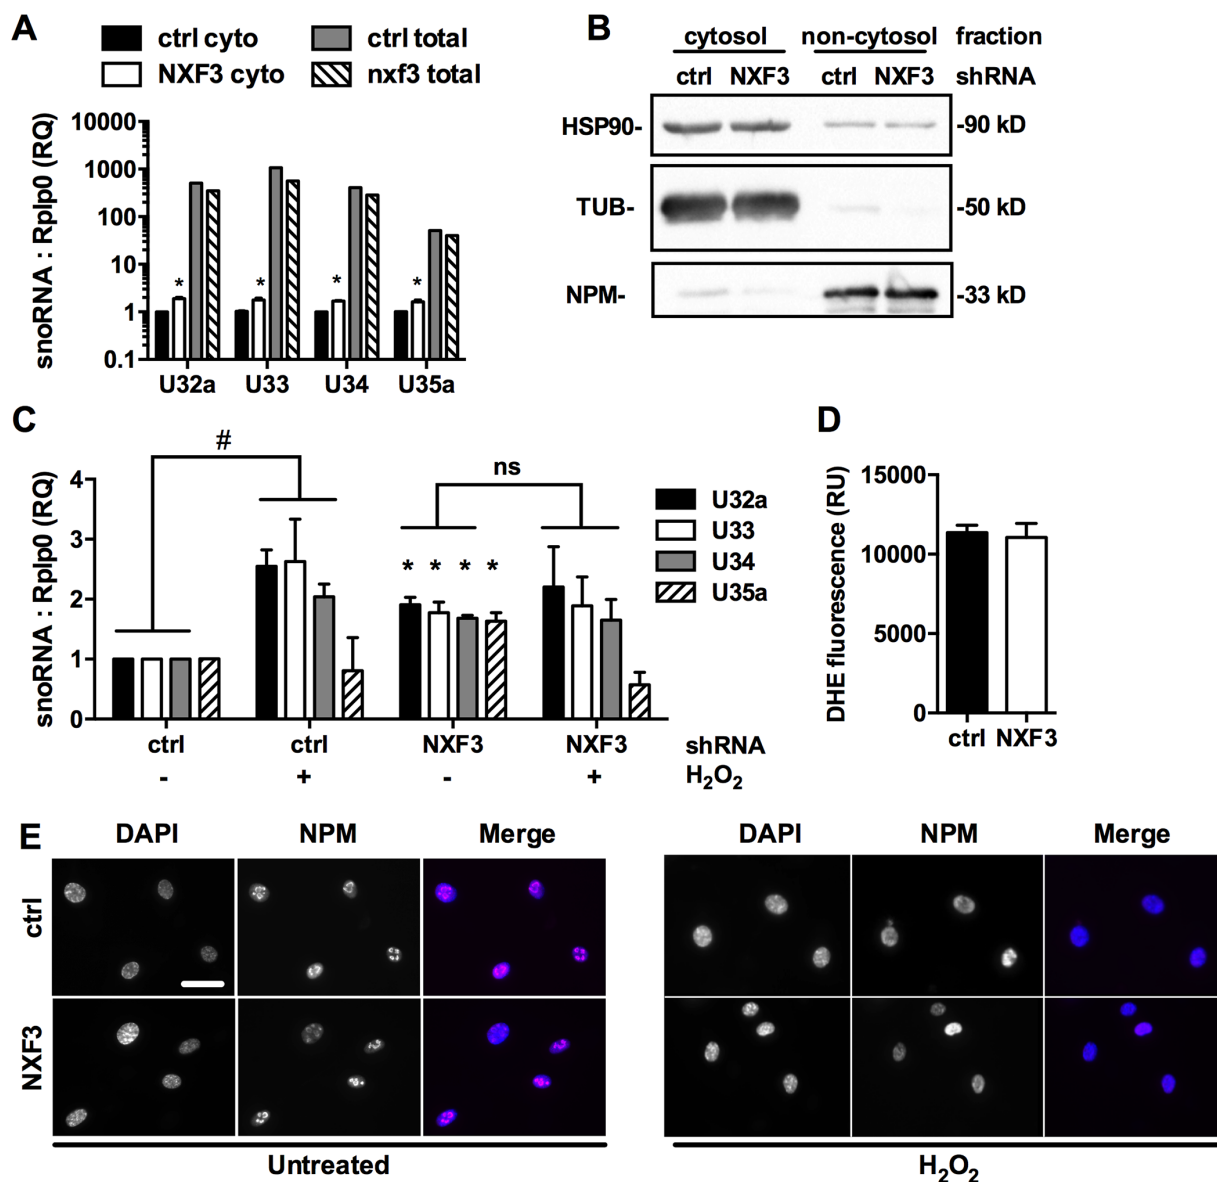 A
ctrl cyto
ctrl total
NXF3 cyto
nxf3 total
snoRNA : Rplp0 (RQ)
10000
1000
100
10
1
0.1
* * * *
U32a U33 U34 U35a
B
cytosol non-cytosol fraction
ctrl NXF3 ctrl NXF3 shRNA
HSP90- -90 kD
TUB- -50 kD
NPM- -33 kD
C
snoRNA : Rplp0 (RQ)
4
3
2
1
0
#
ns
* * * *
U32a
U33
U34
U35a
ctrl ctrl NXF3 NXF3 shRNA
- + - + H₂O₂
D
DHE fluorescence (RU)
15000
10000
5000
0
ctrl NXF3
E
DAPI NPM Merge DAPI NPM Merge
ctrl
NXF3
Untreated H₂O₂